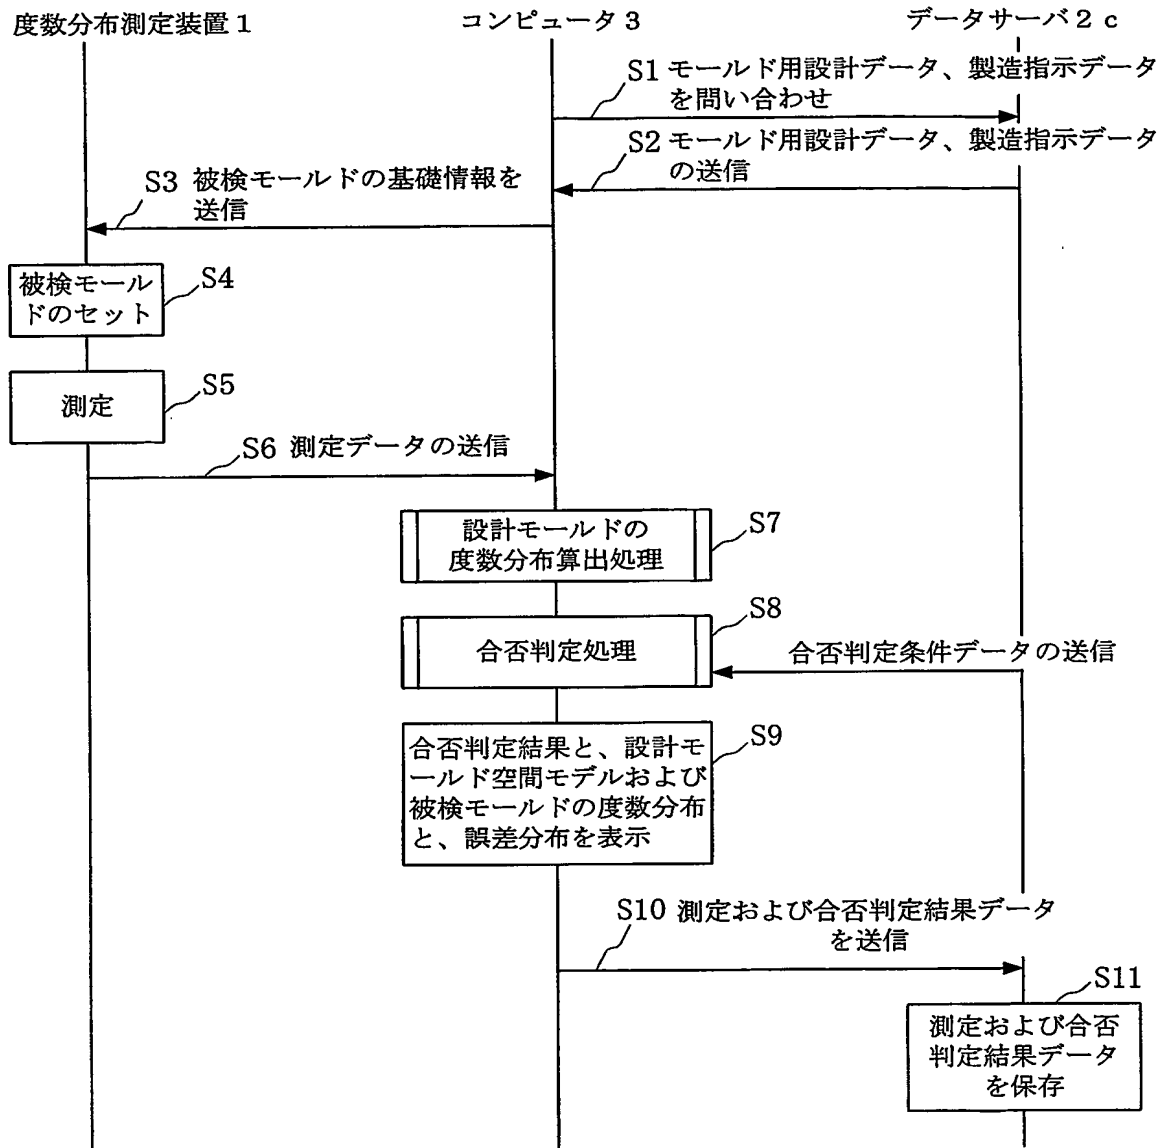 度数分布測定装置1
コンピュータ3
データサーバ2c
S1 モールド用設計データ、製造指示データ
を問い合わせ
S2 モールド用設計データ、製造指示データ
の送信
S3 被検モールドの基礎情報を
送信
被検モール
ドのセット
S4
測定
S5
S6 測定データの送信
設計モールドの
度数分布算出処理
S7
合否判定処理
S8
合否判定条件データの送信
合否判定結果と、設計モ
ールド空間モデルおよび
被検モールドの度数分布
と、誤差分布を表示
S9
S10 測定および合否判定結果データ
を送信
S11
測定および合否
判定結果データ
を保存